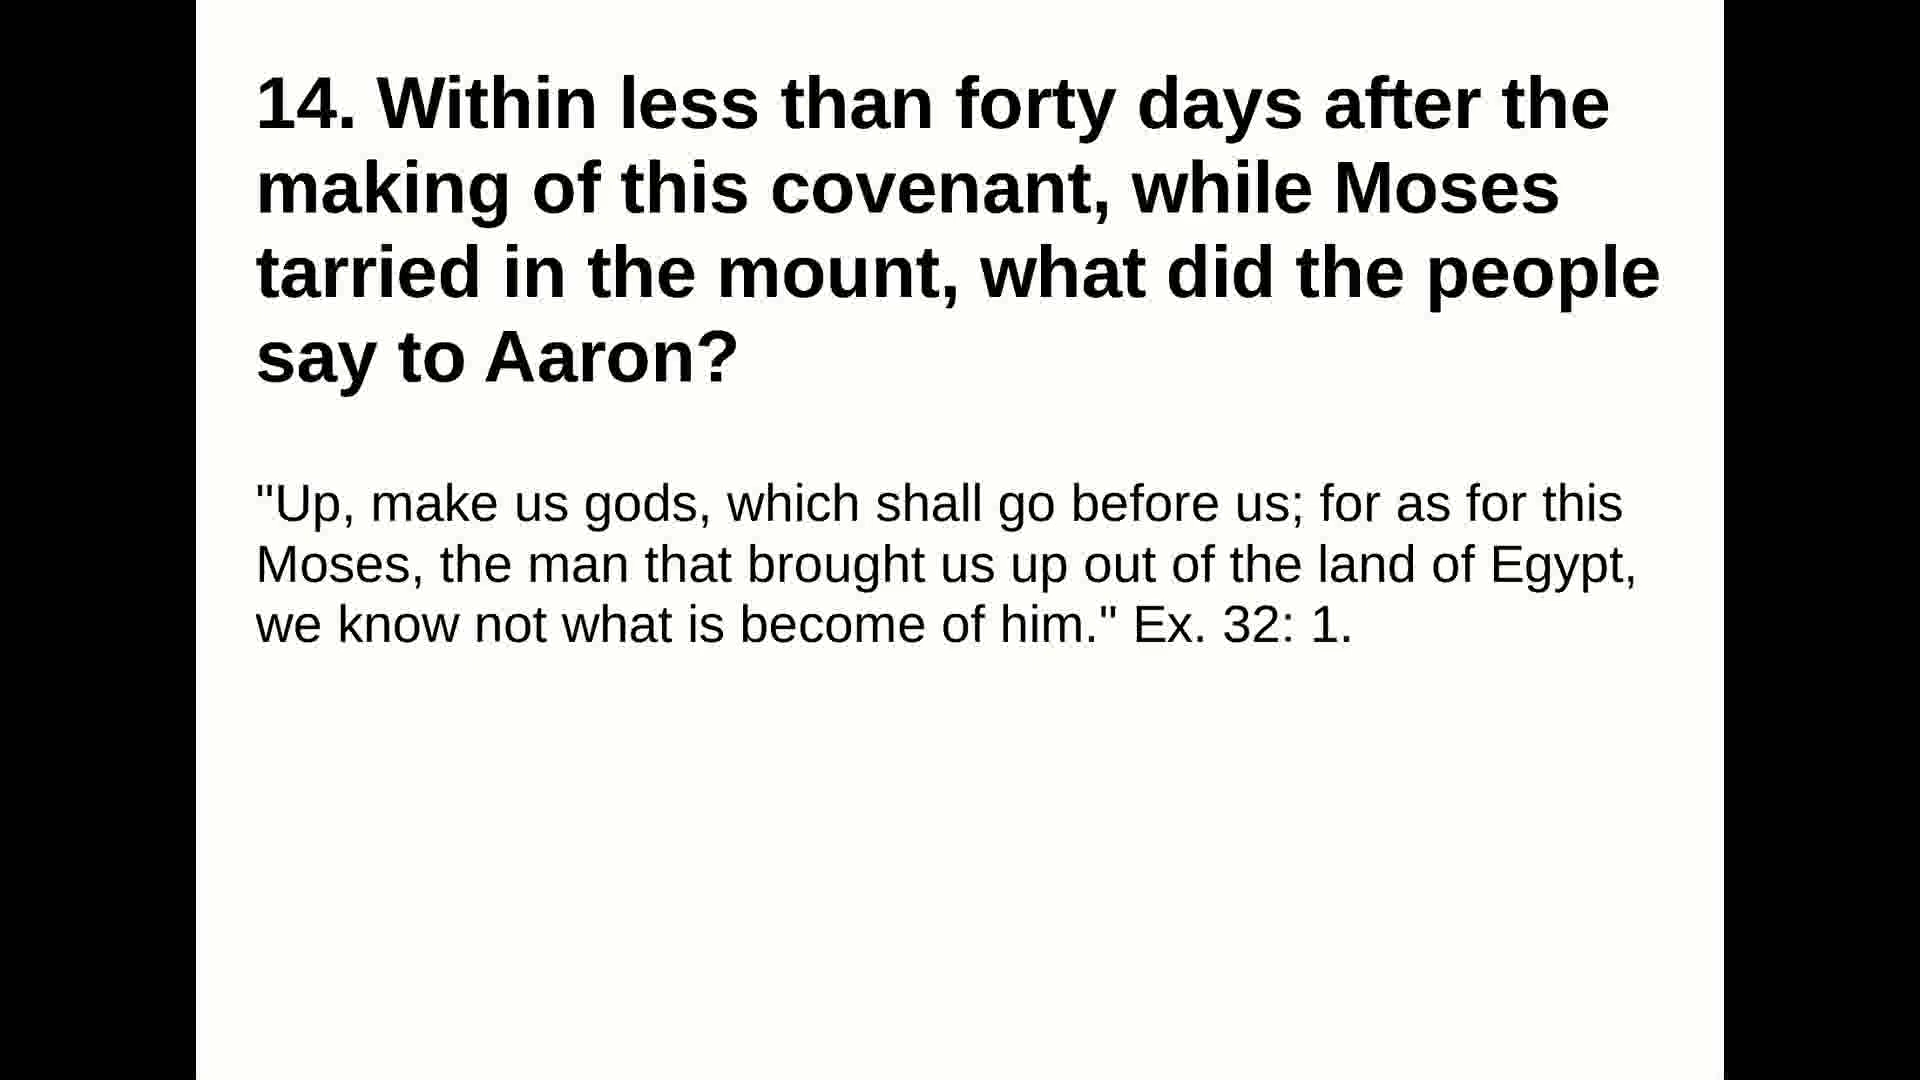 14. Within less than forty days after the
making of this covenant, while Moses
tarried in the mount, what did the people
say to Aaron?
"Up, make us gods, which shall go before us; for as for this
Moses, the man that brought us up out of the land of Egypt,
we know not what is become of him." Ex. 32: 1.